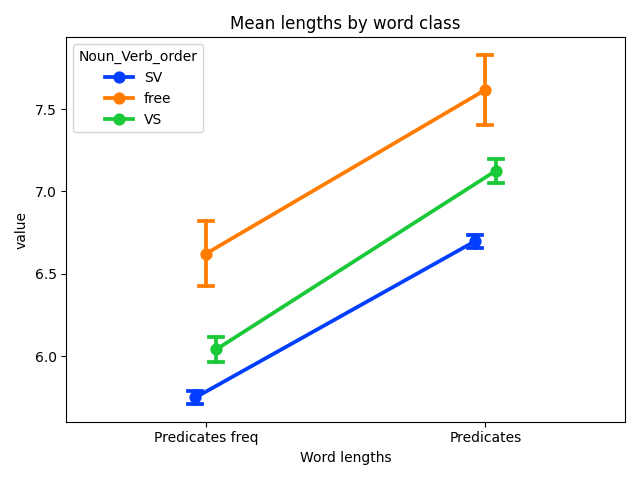 Mean lengths by word class
Noun_Verb_order
SV
free
VS
value
7.5
7.0
6.5
6.0
Predicates freq
Predicates
Word lengths